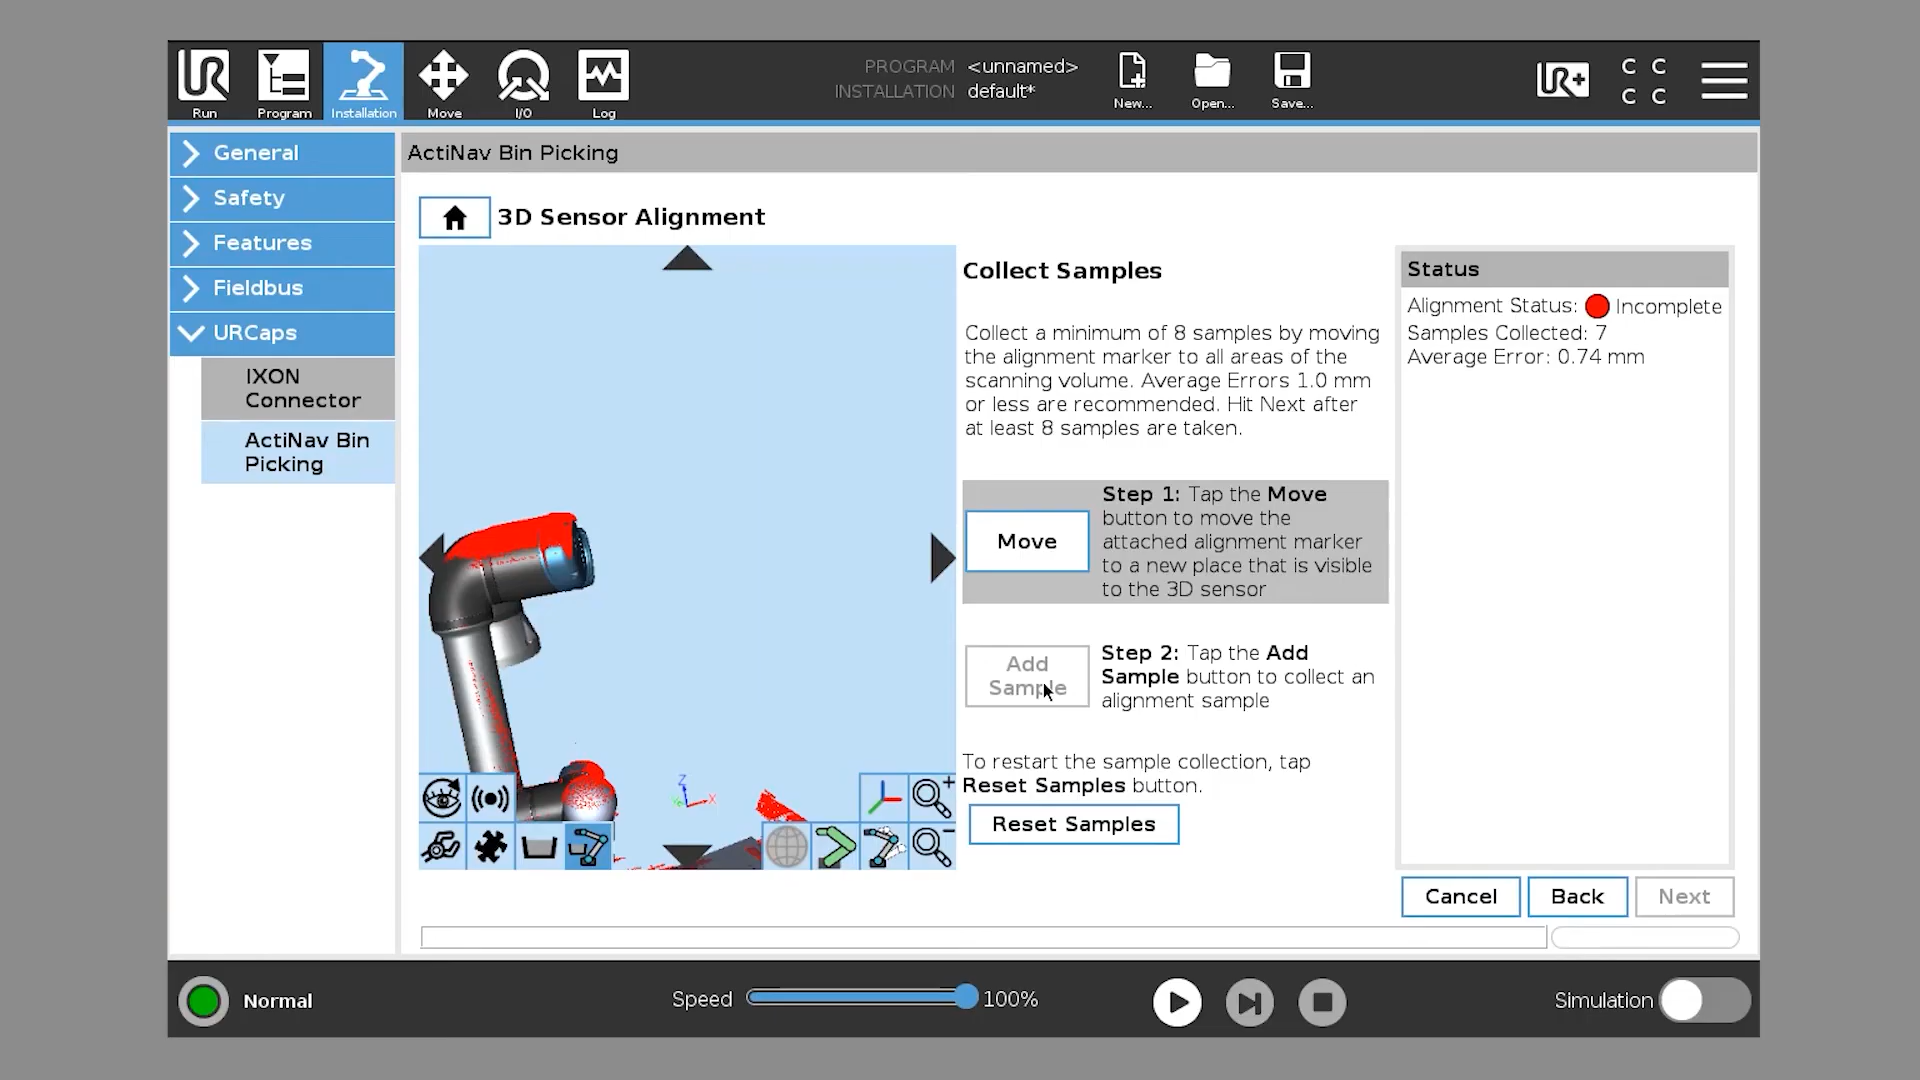 PROGRAM <unnamed>
INSTALLATION default*
Run
Program
Installation
Move
I/O
Log
New...
Open...
Save...
UR+
C C
C C
General
Safety
Features
Fieldbus
URCaps
IXON
Connector
ActiNav Bin
Picking
ActiNav Bin Picking
3D Sensor Alignment
Z
X
Collect Samples
Collect a minimum of 8 samples by moving
the alignment marker to all areas of the
scanning volume. Average Errors 1.0 mm
or less are recommended. Hit Next after
at least 8 samples are taken.
Move
Step 1: Tap the Move
button to move the
attached alignment marker
to a new place that is visible
to the 3D sensor
Add
Sample
Step 2: Tap the Add
Sample button to collect an
alignment sample
To restart the sample collection, tap
Reset Samples button.
Reset Samples
Status
Alignment Status: Incomplete
Samples Collected: 7
Average Error: 0.74 mm
Cancel
Back
Next
Normal
Speed 100%
Simulation